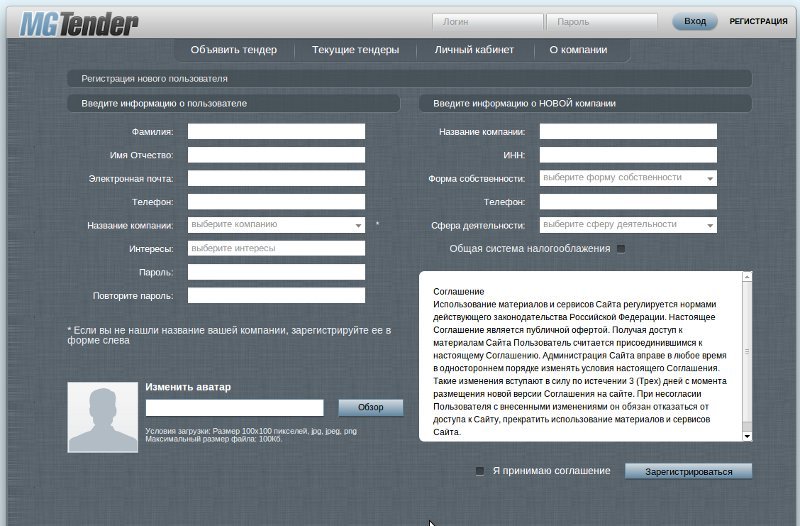 MGTender
Логин
Пароль
Вход
РЕГИСТРАЦИЯ
Объявить тендер
Текущие тендеры
Личный кабинет
О компании
Регистрация нового пользователя
Введите информацию о пользователе
Фамилия:
Имя Отчество:
Электронная почта:
Телефон:
Название компании:
выберите компанию
*
Интересы:
выберите интересы
Пароль:
Повторите пароль:
* Если вы не нашли название вашей компании, зарегистрируйте ее в
форме слева
Изменить аватар
Обзор
Условия загрузки: Размер 100x100 пикселей, jpg, jpeg, png
Максимальный размер файла: 100Кб.
Введите информацию о НОВОЙ компании
Название компании:
ИНН:
Форма собственности:
выберите форму собственности
Телефон:
Сфера деятельности:
выберите сферу деятельности
Общая система налогооблажения
Соглашение
Использование материалов и сервисов Сайта регулируется нормами
действующего законодательства Российской Федерации. Настоящее
Соглашение является публичной офертой. Получая доступ к
материалам Сайта Пользователь считается присоединившимся к
настоящему Соглашению. Администрация Сайта вправе в любое время
в одностороннем порядке изменять условия настоящего Соглашения.
Такие изменения вступают в силу по истечении 3 (Трех) дней с момента
размещения новой версии Соглашения на сайте. При несогласии
Пользователя с внесенными изменениями он обязан отказаться от
доступа к Сайту, прекратить использование материалов и сервисов
Сайта.
Я принимаю соглашение
Зарегистрироваться